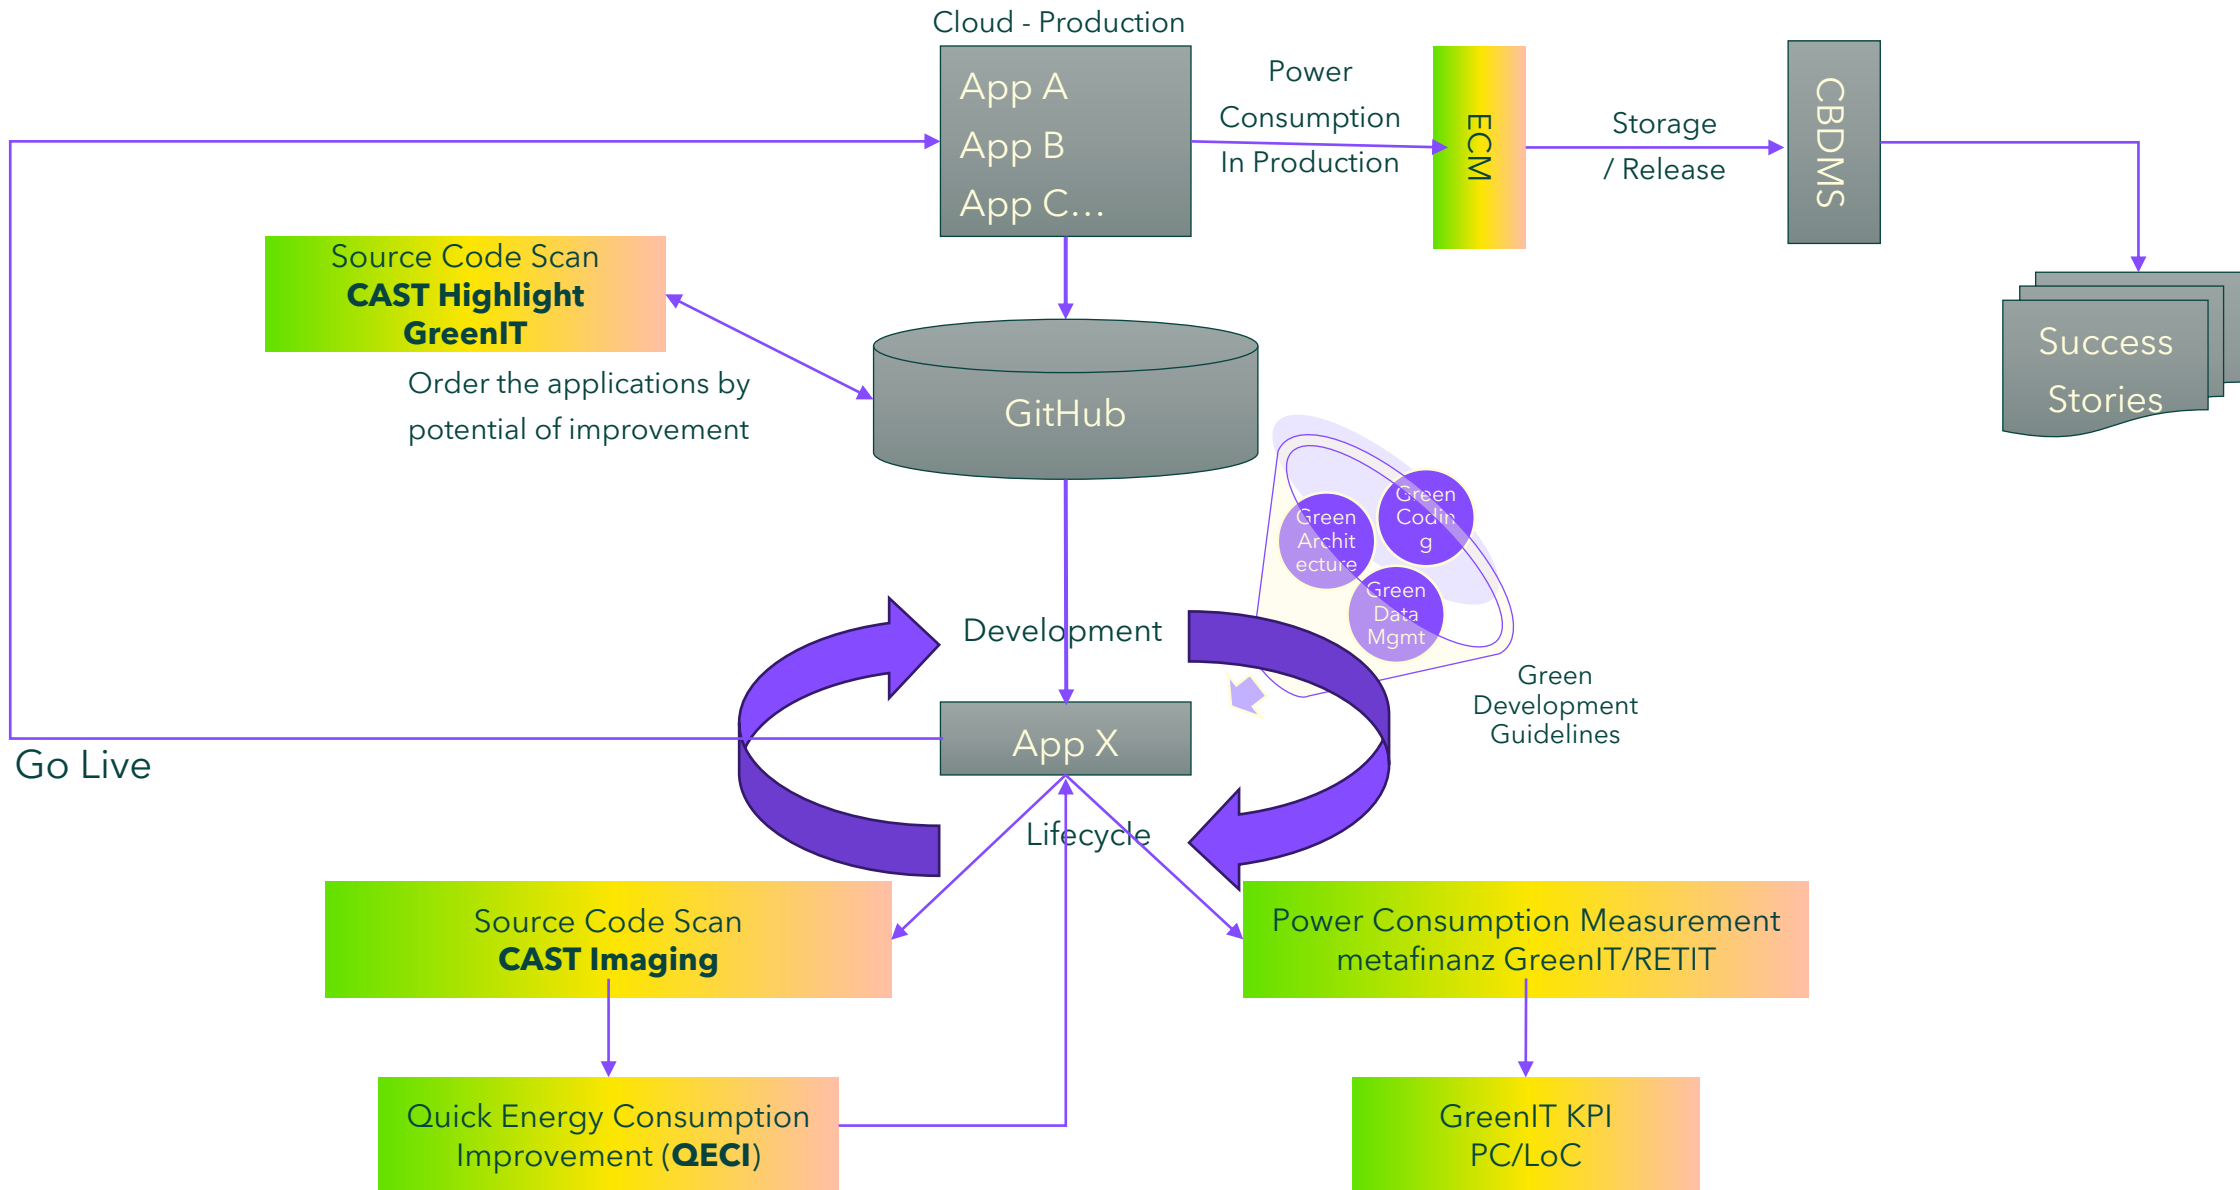 Cloud - Production
App A
App B
App C...
Power
Consumption
In Production
ECM
Storage
/ Release
CBDMS
Success
Stories
Source Code Scan
CAST Highlight
GreenIT
Order the applications by
potential of improvement
GitHub
Green
Codin
g
Green
Archit
ecture
Green
Data
Mgmt
Green
Development
Guidelines
Development
App X
Go Live
Lifecycle
Source Code Scan
CAST Imaging
Power Consumption Measurement
metafinanz GreenIT/RETIT
Quick Energy Consumption
Improvement (QECI)
GreenIT KPI
PC/LoC